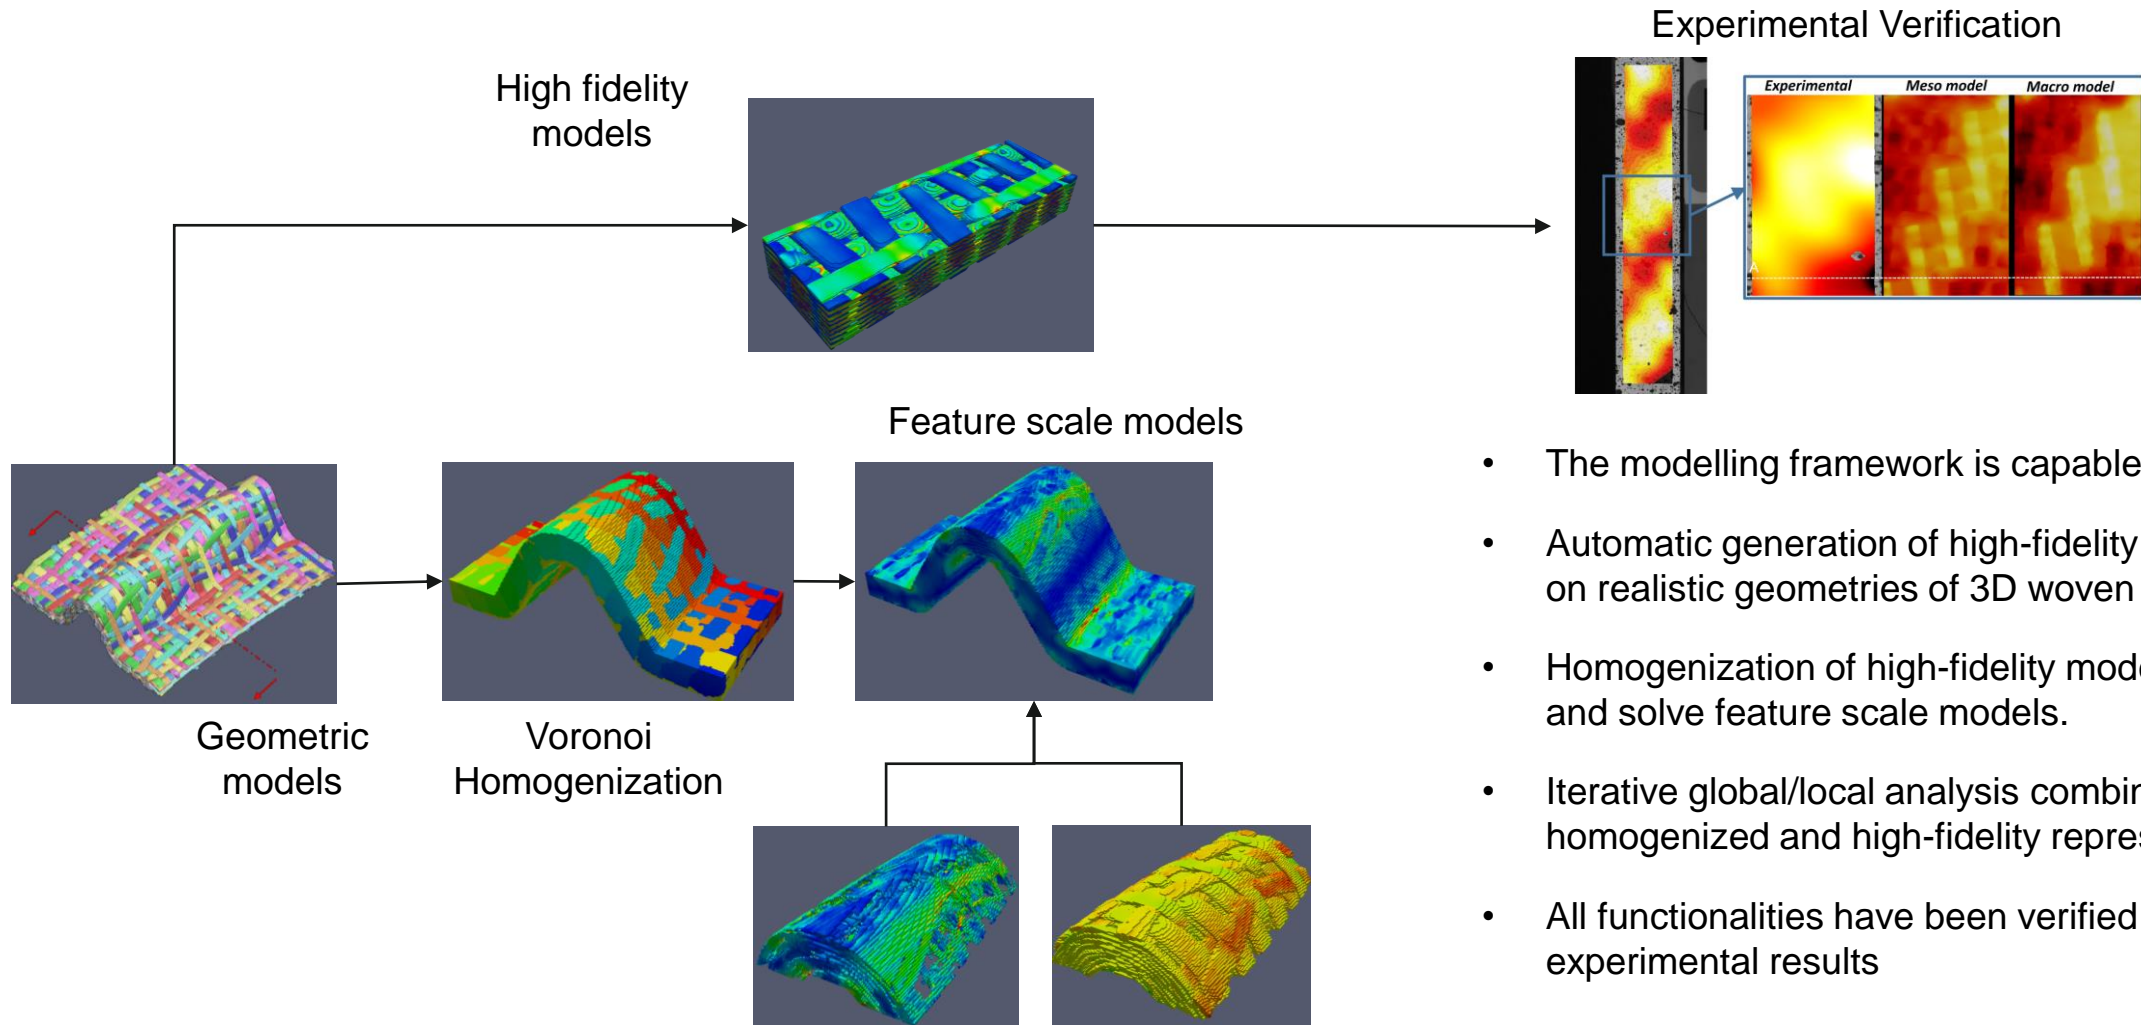 Experimental Verification
High fidelity
models
Experimental Meso model Macro model
A
Feature scale models
Geometric
models
Voronoi
Homogenization
• The modelling framework is capable
• Automatic generation of high-fidelity
on realistic geometries of 3D woven
• Homogenization of high-fidelity mode
and solve feature scale models.
• Iterative global/local analysis combin
homogenized and high-fidelity repres
• All functionalities have been verified
experimental results